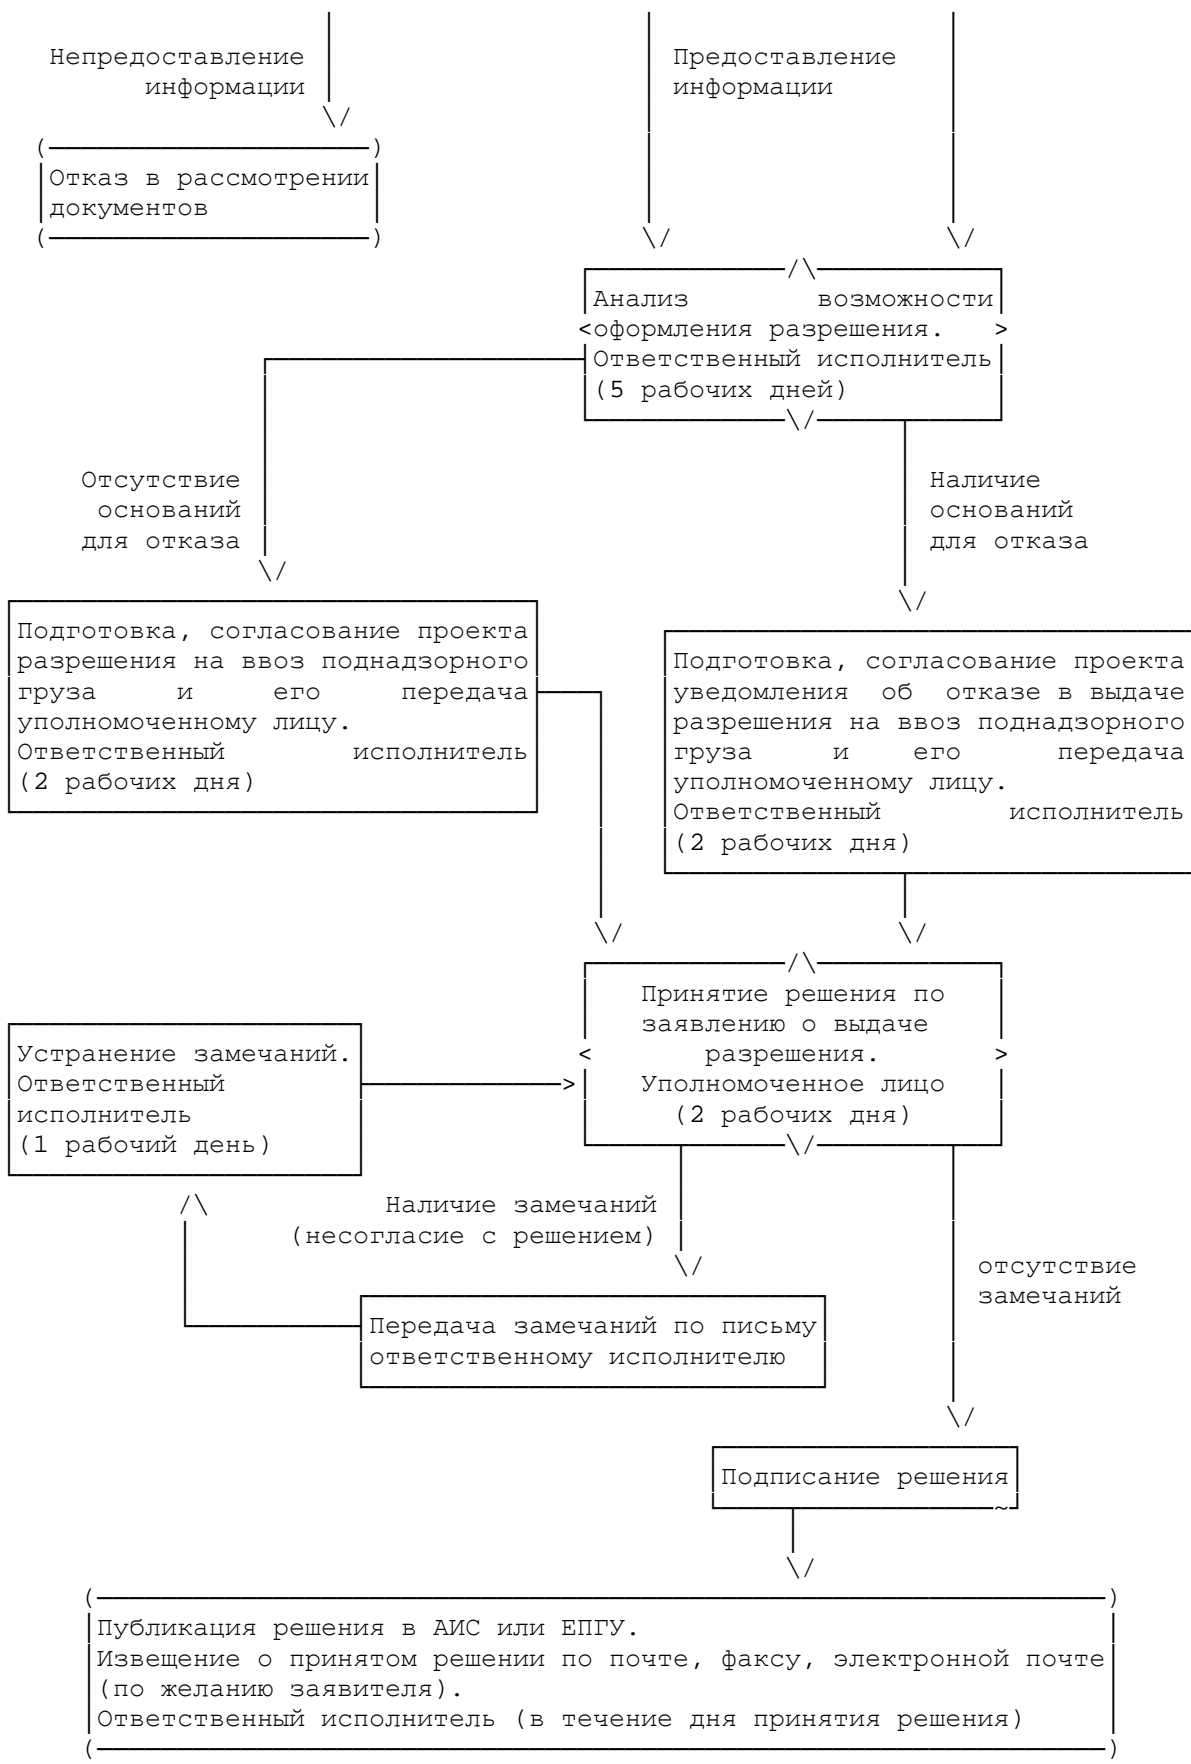 Непредоставление
информации
Предоставление
информации
Отказ в рассмотрении
документов
Анализ возможности
оформления разрешения.
Ответственный исполнитель
(5 рабочих дней)
Отсутствие
оснований
для отказа
Наличие
оснований
для отказа
Подготовка, согласование проекта
разрешения на ввоз поднадзорного
груза и его передача
уполномоченному лицу.
Ответственный исполнитель
(2 рабочих дня)
Подготовка, согласование проекта
уведомления об отказе в выдаче
разрешения на ввоз поднадзорного
груза и его передача
уполномоченному лицу.
Ответственный исполнитель
(2 рабочих дня)
Принятие решения по
заявлению о выдаче
разрешения.
Уполномоченное лицо
(2 рабочих дня)
Устранение замечаний.
Ответственный
исполнитель
(1 рабочий день)
Наличие замечаний
(несогласие с решением)
отсутствие
замечаний
Передача замечаний по письму
ответственному исполнителю
Подписание решения
Публикация решения в АИС или ЕПГУ.
Извещение о принятом решении по почте, факсу, электронной почте
(по желанию заявителя).
Ответственный исполнитель (в течение дня принятия решения)